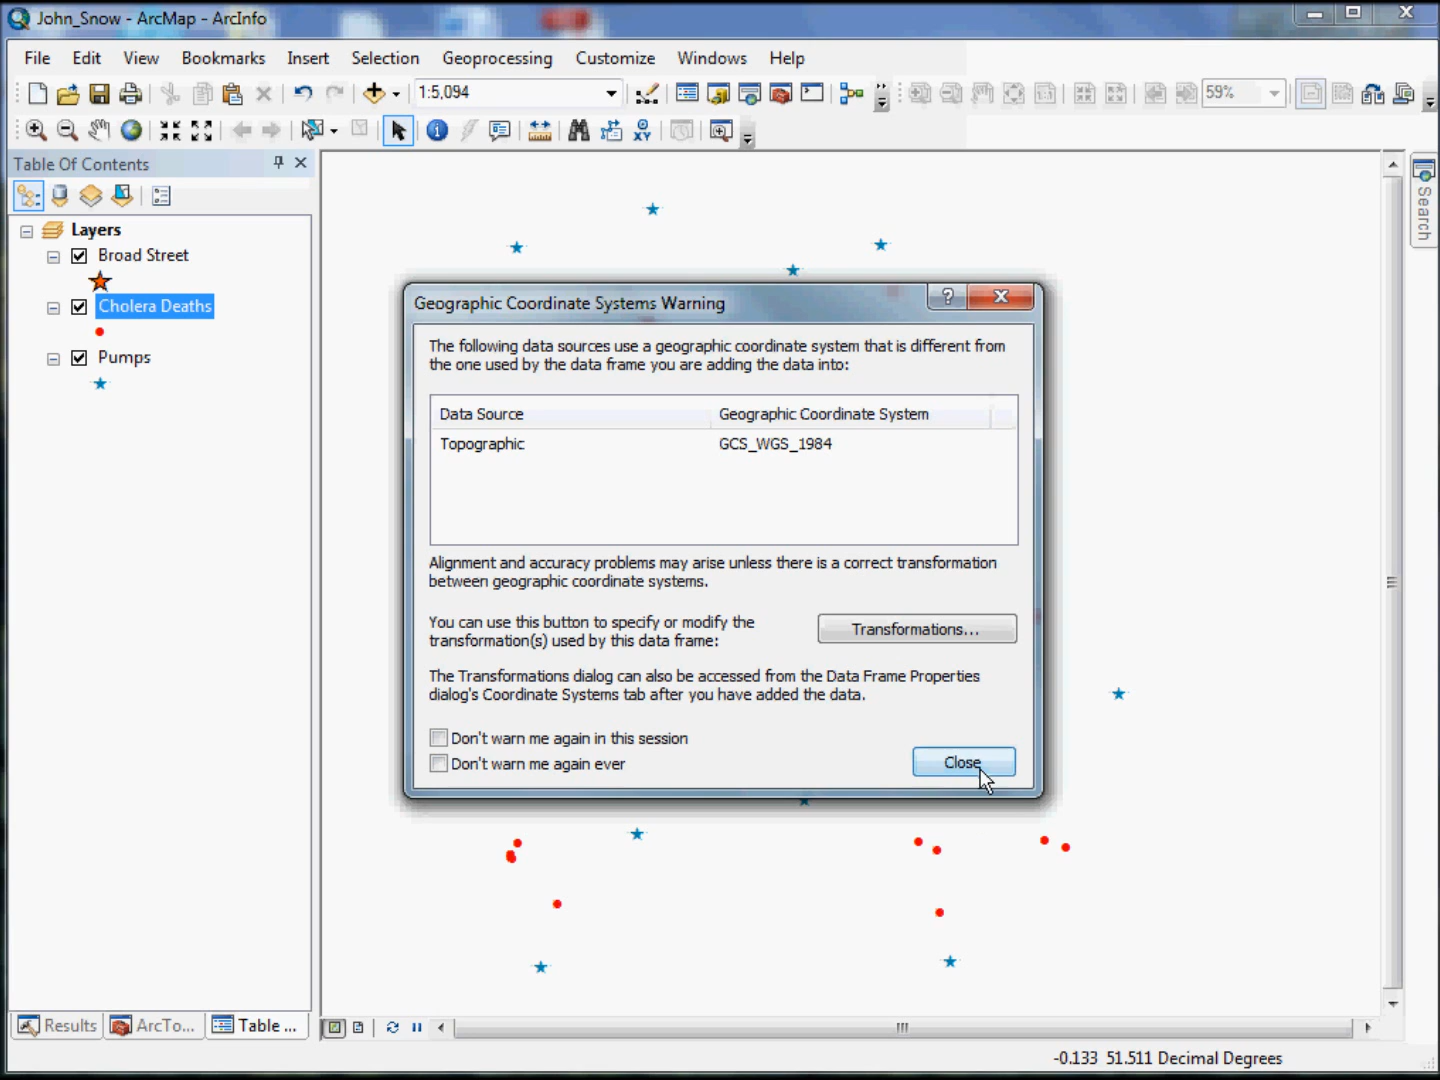 John_Snow - ArcMap - ArcInfo
File Edit View Bookmarks Insert Selection Geoprocessing Customize Windows Help
1:5,094
59%
XY
Table Of Contents
Layers
Broad Street
Cholera Deaths
Pumps
Search
Geographic Coordinate Systems Warning
The following data sources use a geographic coordinate system that is different from
the one used by the data frame you are adding the data into:
Data Source Geographic Coordinate System
Topographic GCS_WGS_1984
Alignment and accuracy problems may arise unless there is a correct transformation
between geographic coordinate systems.
You can use this button to specify or modify the
transformation(s) used by this data frame:
Transformations...
The Transformations dialog can also be accessed from the Data Frame Properties
dialog's Coordinate Systems tab after you have added the data.
Don't warn me again in this session
Don't warn me again ever
Close
Results ArcTo... Table ...
-0.133 51.511 Decimal Degrees